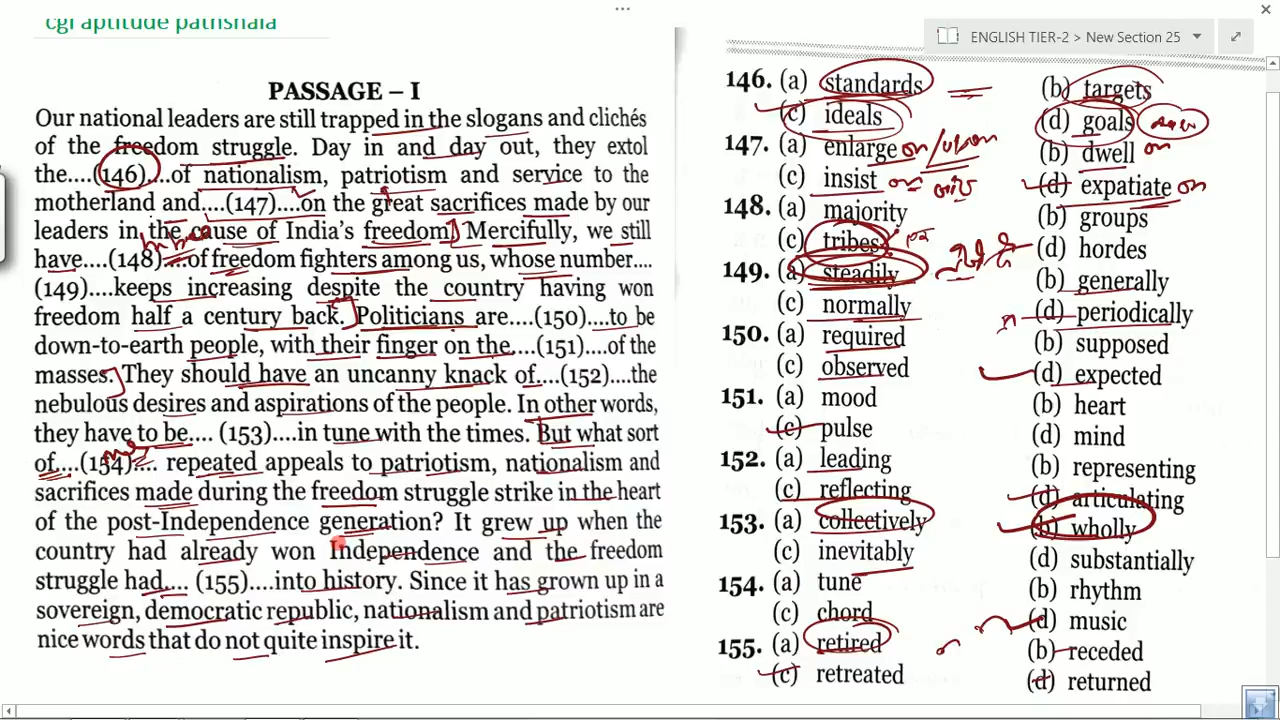 cgl aptitude pathshala
ENGLISH TIER-2 > New Section 25
PASSAGE – I
Our national leaders are still trapped in the slogans and clichés
of the freedom struggle. Day in and day out, they extol
the....(146)....of nationalism, patriotism and service to the
motherland and....(147)....on the great sacrifices made by our
leaders in the cause of India's freedom. Mercifully, we still
have....(148)....of freedom fighters among us, whose number....
(149)....keeps increasing despite the country having won
freedom half a century back. Politicians are....(150)....to be
down-to-earth people, with their finger on the....(151)....of the
masses. They should have an uncanny knack of....(152)....the
nebulous desires and aspirations of the people. In other words,
they have to be.... (153)....in tune with the times. But what sort
of....(154).... repeated appeals to patriotism, nationalism and
sacrifices made during the freedom struggle strike in the heart
of the post-Independence generation? It grew up when the
country had already won Independence and the freedom
struggle had.... (155)....into history. Since it has grown up in a
sovereign, democratic republic, nationalism and patriotism are
nice words that do not quite inspire it.
146. (a) standards (b) targets
(c) ideals (d) goals
147. (a) enlarge on/upon (b) dwell on
(c) insist on (d) expatiate on
148. (a) majority (b) groups
(c) tribes (d) hordes
149. (a) steadily (b) generally
(c) normally (d) periodically
150. (a) required (b) supposed
(c) observed (d) expected
151. (a) mood (b) heart
(c) pulse (d) mind
152. (a) leading (b) representing
(c) reflecting (d) articulating
153. (a) collectively (b) wholly
(c) inevitably (d) substantially
154. (a) tune (b) rhythm
(c) chord (d) music
155. (a) retired (b) receded
(c) retreated (d) returned